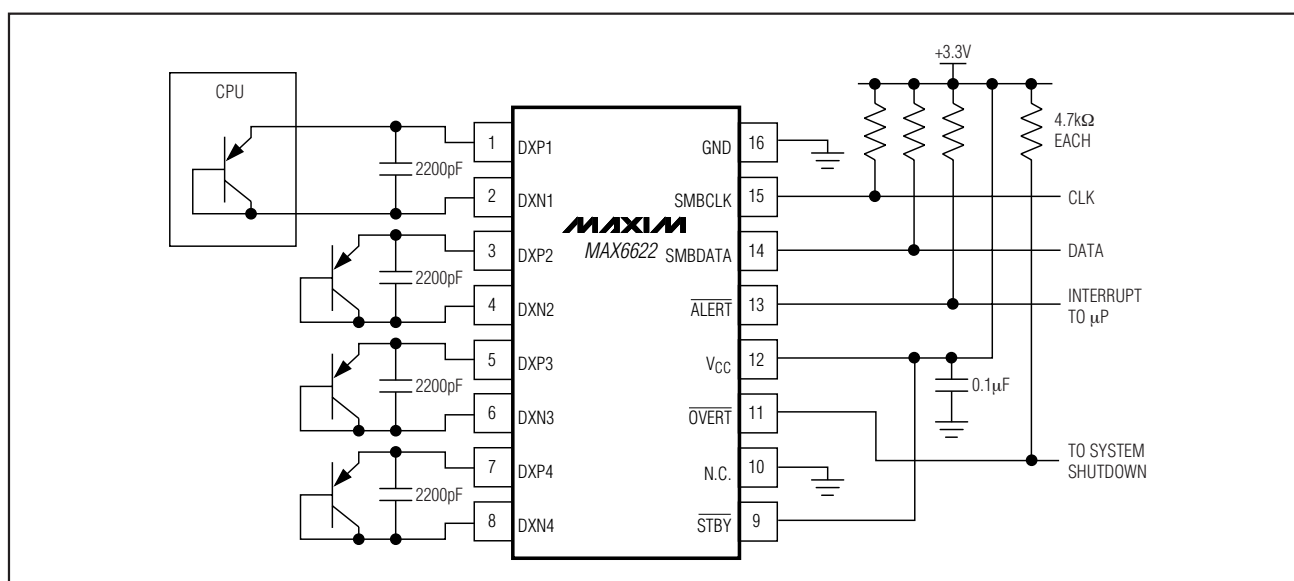 +3.3V
CPU
4.7kΩ
EACH
2200pF
1
DXP1
GND
16
2
DXN1
SMBCLK
15
CLK
MAXIM
MAX6622
3
DXP2
SMBDATA
14
DATA
2200pF
4
DXN2
ALERT
13
INTERRUPT
TO µP
5
DXP3
VCC
12
2200pF
0.1µF
6
DXN3
OVERT
11
7
DXP4
N.C.
10
TO SYSTEM
SHUTDOWN
2200pF
8
DXN4
STBY
9